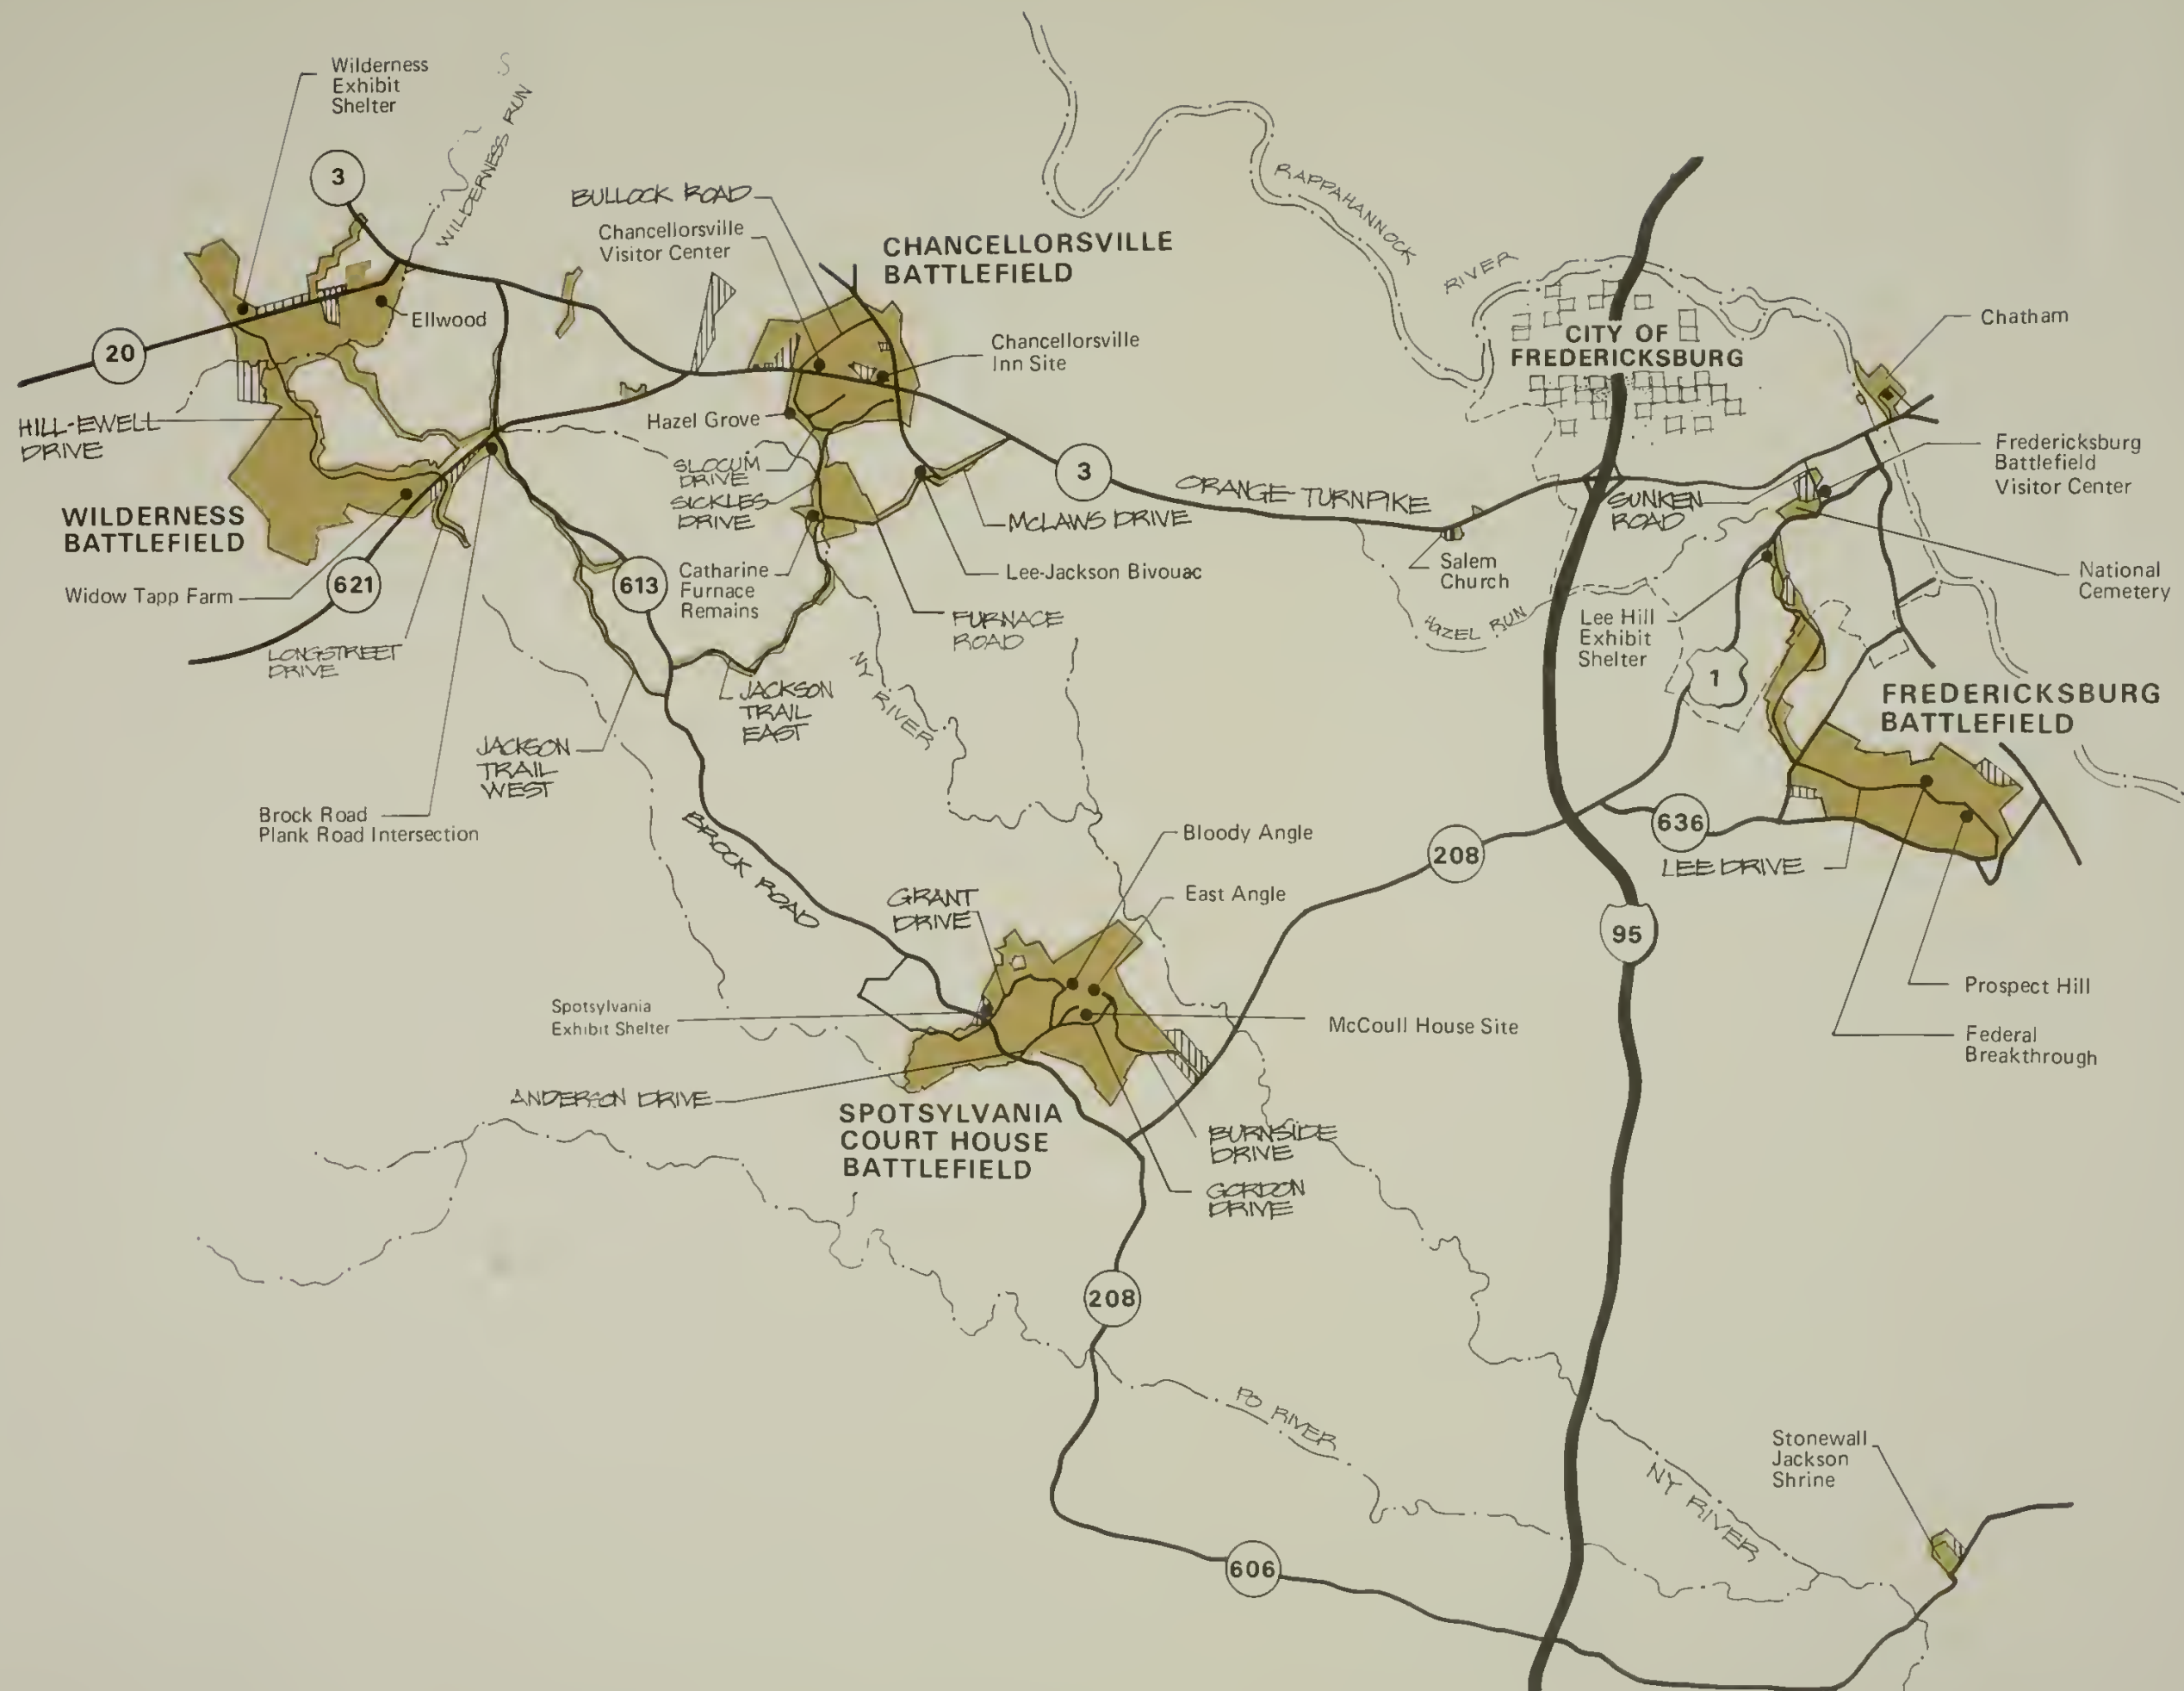 Wilderness
Exhibit
Shelter
3
WILDERNESS RUN
20
Ellwood
HILL-EWELL
DRIVE
WILDERNESS
BATTLEFIELD
Widow Tapp Farm
621
LONGSTREET
DRIVE
Brock Road
Plank Road Intersection
BULLOCK ROAD
Chancellorsville
Visitor Center
CHANCELLORSVILLE
BATTLEFIELD
Chancellorsville
Inn Site
Hazel Grove
SLOCUM
DRIVE
SICKLES
DRIVE
Catharine
Furnace
Remains
613
McLAWS DRIVE
Lee-Jackson Bivouac
FURNACE
ROAD
JACKSON
TRAIL
EAST
JACKSON
TRAIL
WEST
NY RIVER
BROCK ROAD
RAPPAHANNOCK
RIVER
CITY OF
FREDERICKSBURG
Chatham
3
ORANGE TURNPIKE
Salem
Church
SUNKEN
ROAD
Fredericksburg
Battlefield
Visitor Center
National
Cemetery
HAZEL RUN
Lee Hill
Exhibit
Shelter
1
FREDERICKSBURG
BATTLEFIELD
636
LEE DRIVE
208
95
Prospect Hill
Federal
Breakthrough
Bloody Angle
East Angle
GRANT
DRIVE
Spotsylvania
Exhibit Shelter
McCoull House Site
ANDERSON DRIVE
SPOTSYLVANIA
COURT HOUSE
BATTLEFIELD
BURNSIDE
DRIVE
GORDON
DRIVE
208
PO RIVER
NY RIVER
Stonewall
Jackson
Shrine
606